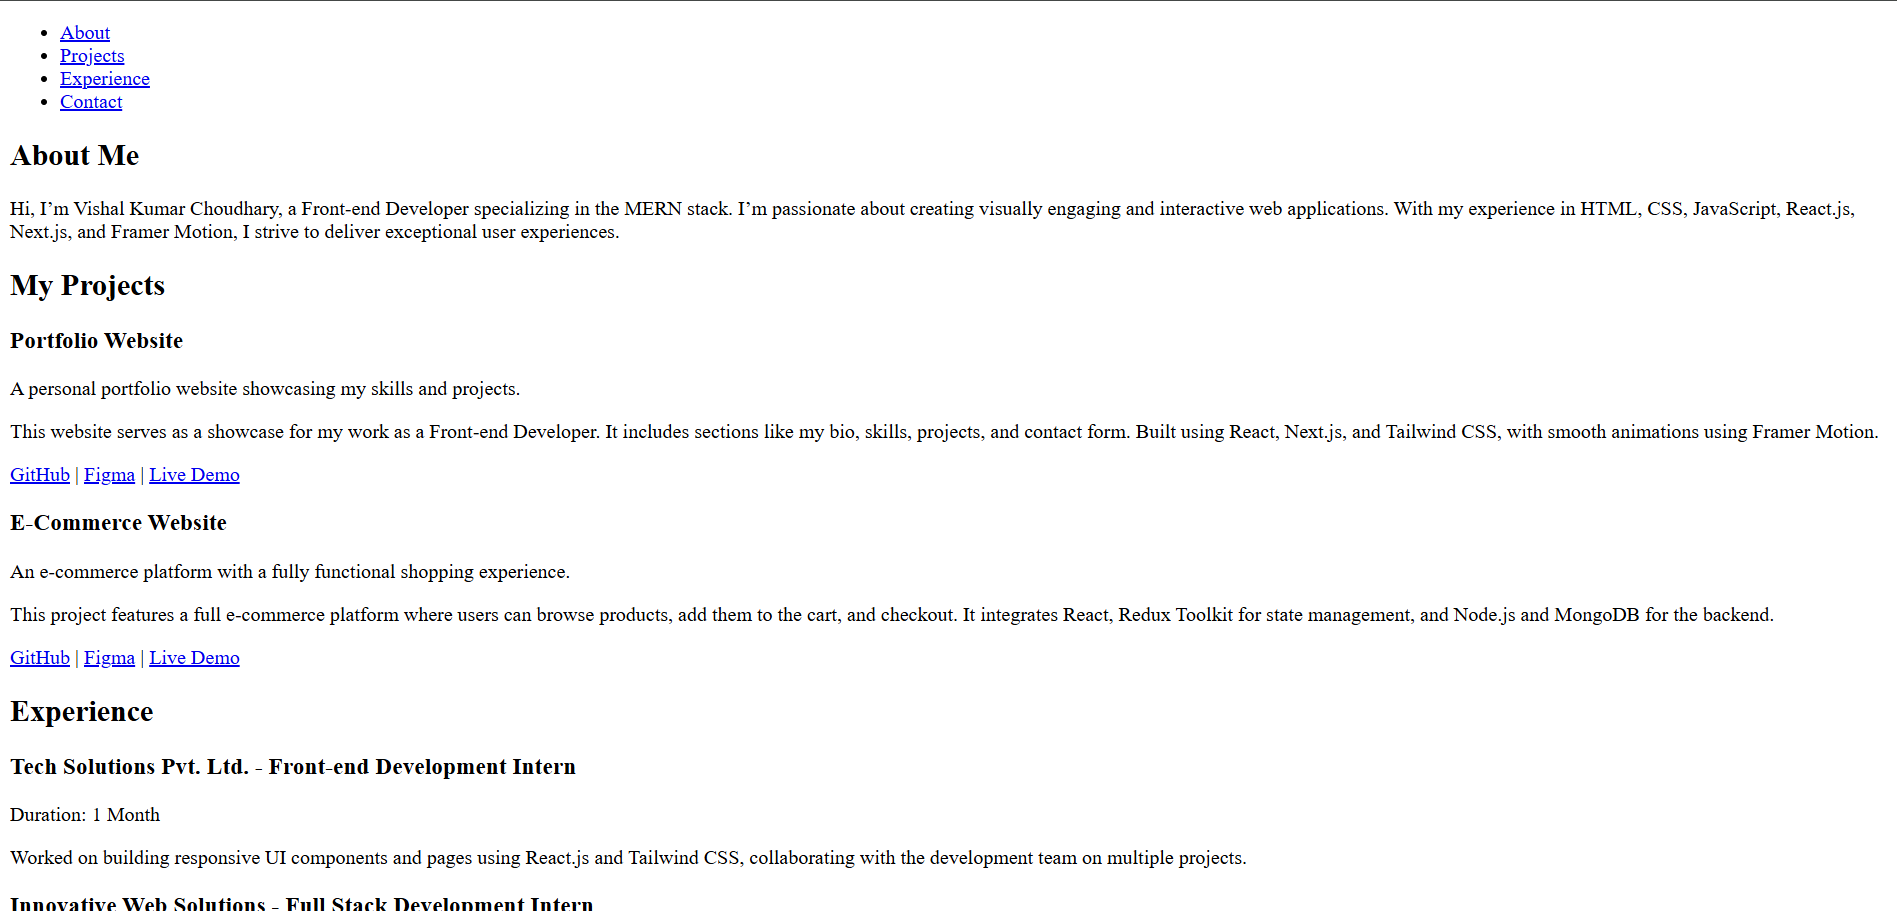 About
Projects
Experience
Contact
About Me
Hi, I’m Vishal Kumar Choudhary, a Front-end Developer specializing in the MERN stack. I’m passionate about creating visually engaging and interactive web applications. With my experience in HTML, CSS, JavaScript, React.js,
Next.js, and Framer Motion, I strive to deliver exceptional user experiences.
My Projects
Portfolio Website
A personal portfolio website showcasing my skills and projects.
This website serves as a showcase for my work as a Front-end Developer. It includes sections like my bio, skills, projects, and contact form. Built using React, Next.js, and Tailwind CSS, with smooth animations using Framer Motion.
GitHub | Figma | Live Demo
E-Commerce Website
An e-commerce platform with a fully functional shopping experience.
This project features a full e-commerce platform where users can browse products, add them to the cart, and checkout. It integrates React, Redux Toolkit for state management, and Node.js and MongoDB for the backend.
GitHub | Figma | Live Demo
Experience
Tech Solutions Pvt. Ltd. - Front-end Development Intern
Duration: 1 Month
Worked on building responsive UI components and pages using React.js and Tailwind CSS, collaborating with the development team on multiple projects.
Innovative Web Solutions - Full Stack Development Intern